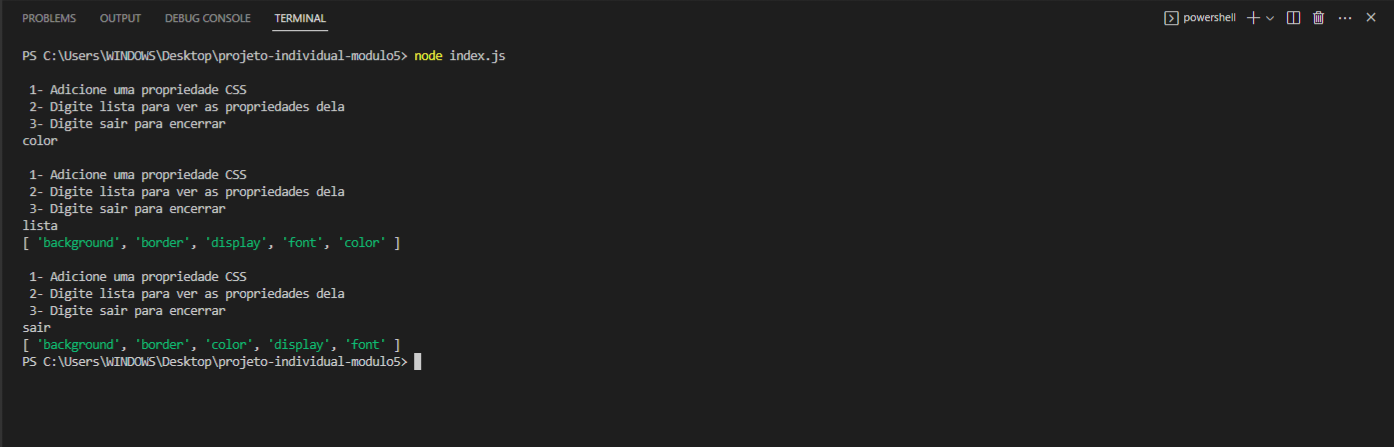 PROBLEMS OUTPUT DEBUG CONSOLE TERMINAL powershell
PS C:\Users\WINDOWS\Desktop\projeto-individual-modulo5> node index.js
1- Adicione uma propriedade CSS
2- Digite lista para ver as propriedades dela
3- Digite sair para encerrar
color
1- Adicione uma propriedade CSS
2- Digite lista para ver as propriedades dela
3- Digite sair para encerrar
lista
[ 'background', 'border', 'display', 'font', 'color' ]
1- Adicione uma propriedade CSS
2- Digite lista para ver as propriedades dela
3- Digite sair para encerrar
sair
[ 'background', 'border', 'color', 'display', 'font' ]
PS C:\Users\WINDOWS\Desktop\projeto-individual-modulo5>